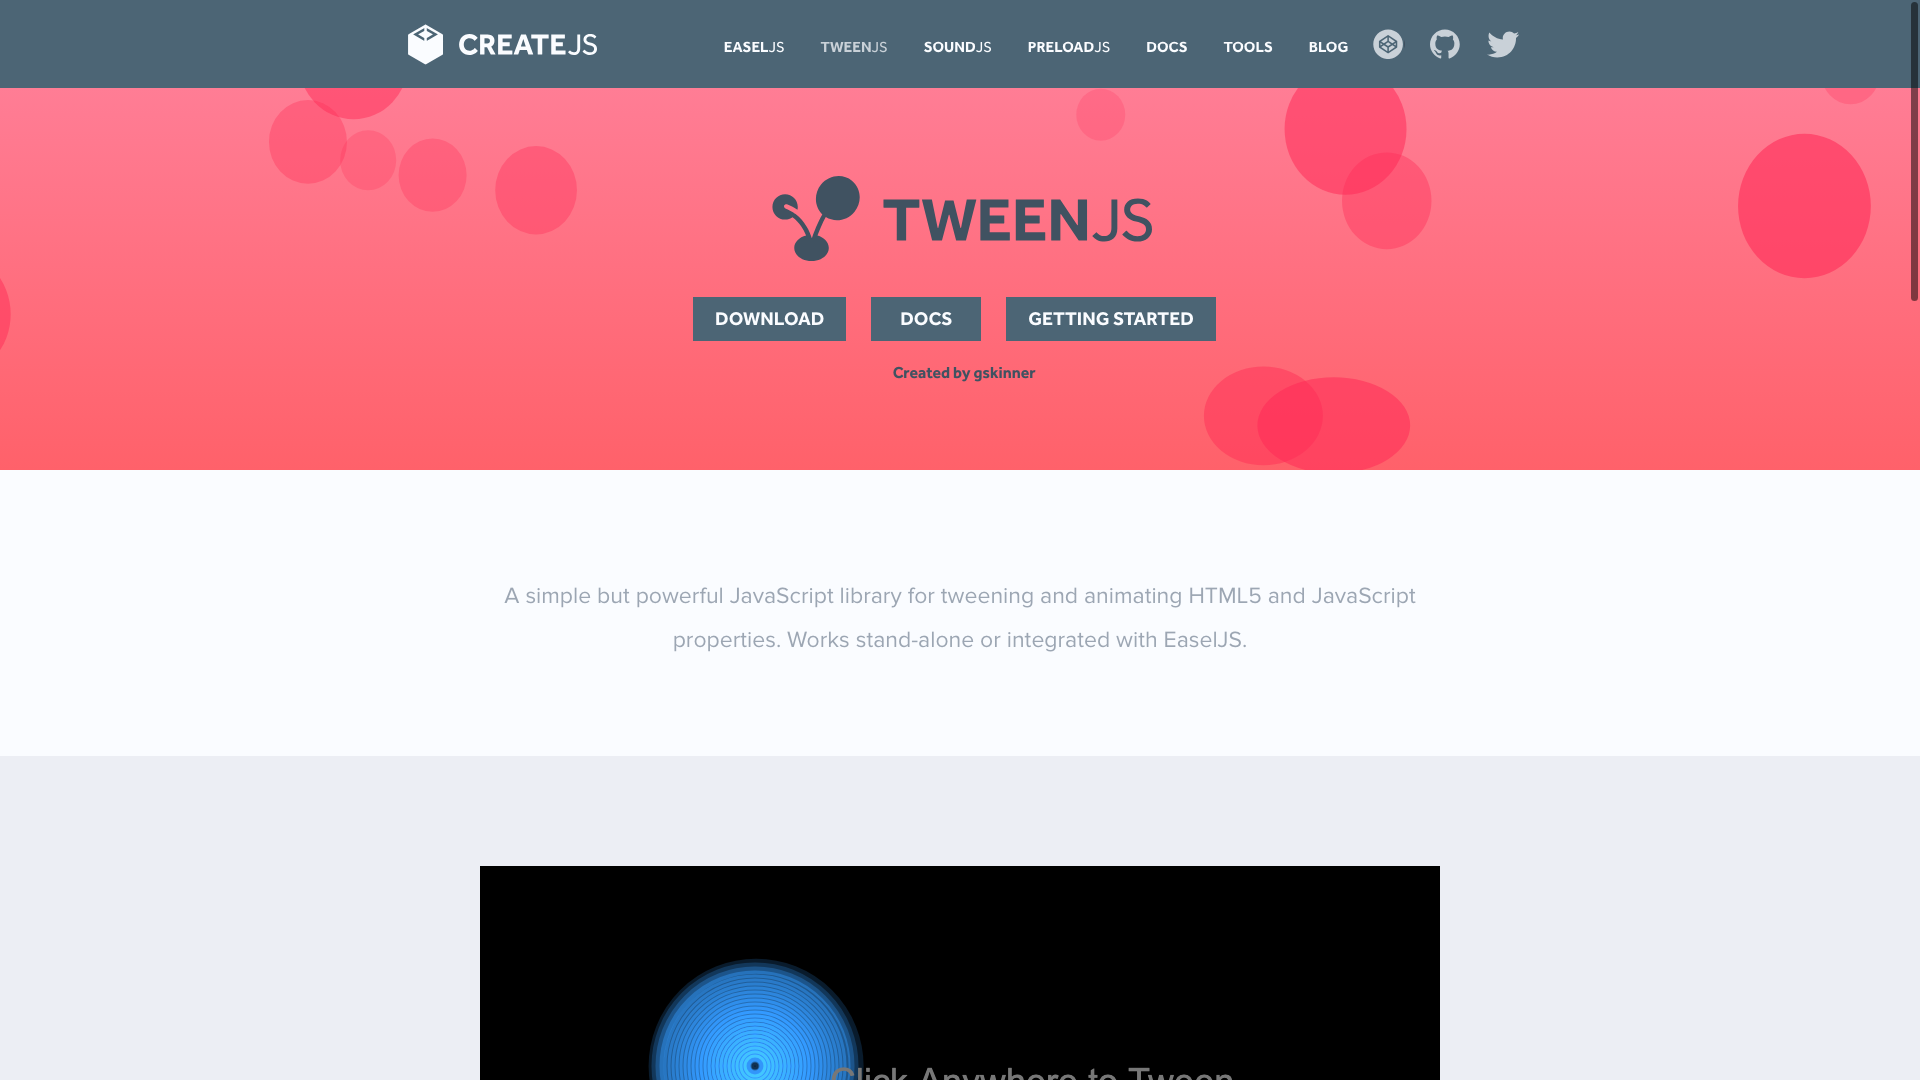 CREATEJS
EASELJS TWEENJS SOUNDJS PRELOADJS DOCS TOOLS BLOG
TWEENJS
DOWNLOAD DOCS GETTING STARTED
Created by gskinner
A simple but powerful JavaScript library for tweening and animating HTML5 and JavaScript
properties. Works stand-alone or integrated with EaselJS.
Click Anywhere to Tween